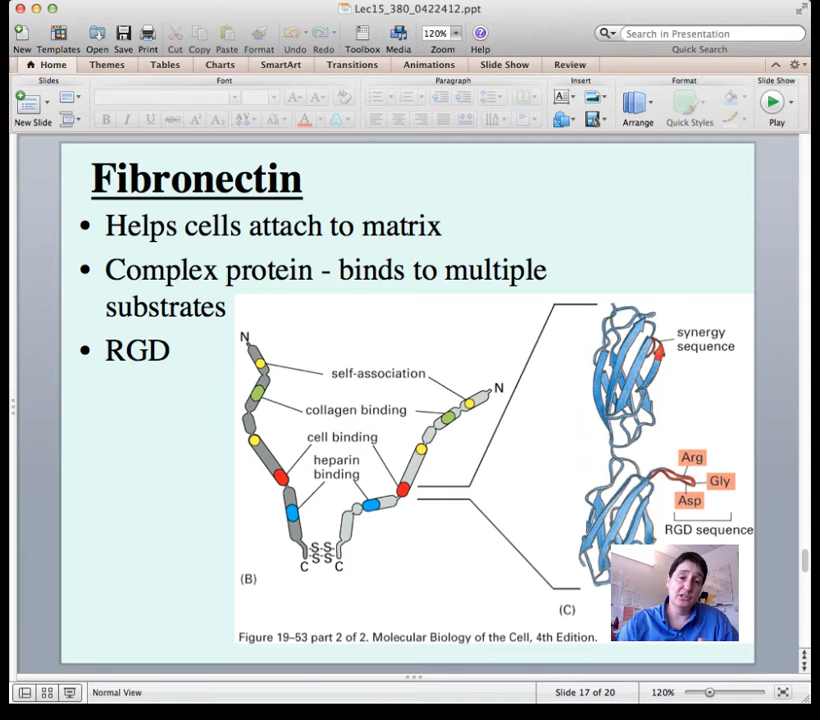 Lec15_380_0422412.ppt
120%
Search in Presentation
New Templates Open Save Print Cut Copy Paste Format Undo Redo Toolbox Media Zoom Help Quick Search
Home Themes Tables Charts SmartArt Transitions Animations Slide Show Review
Slides Font Paragraph Insert Format Slide Show
New Slide Arrange Quick Styles Play
Fibronectin
• Helps cells attach to matrix
• Complex protein - binds to multiple
substrates
• RGD
N
self-association
N
collagen binding
cell binding
heparin
binding
S S
S S
C C
(B)
synergy
sequence
Arg
Gly
Asp
RGD sequence
(C)
Figure 19–53 part 2 of 2. Molecular Biology of the Cell, 4th Edition.
Normal View Slide 17 of 20 120%